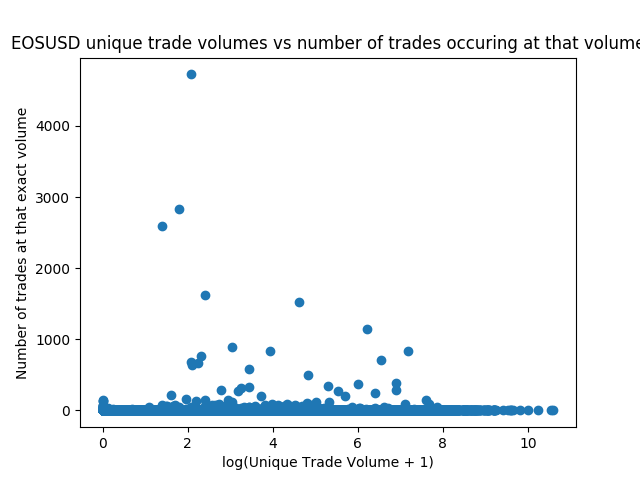 EOSUSD unique trade volumes vs number of trades occuring at that volume
Number of trades at that exact volume
4000
3000
2000
1000
0
0 2 4 6 8 10
log(Unique Trade Volume + 1)